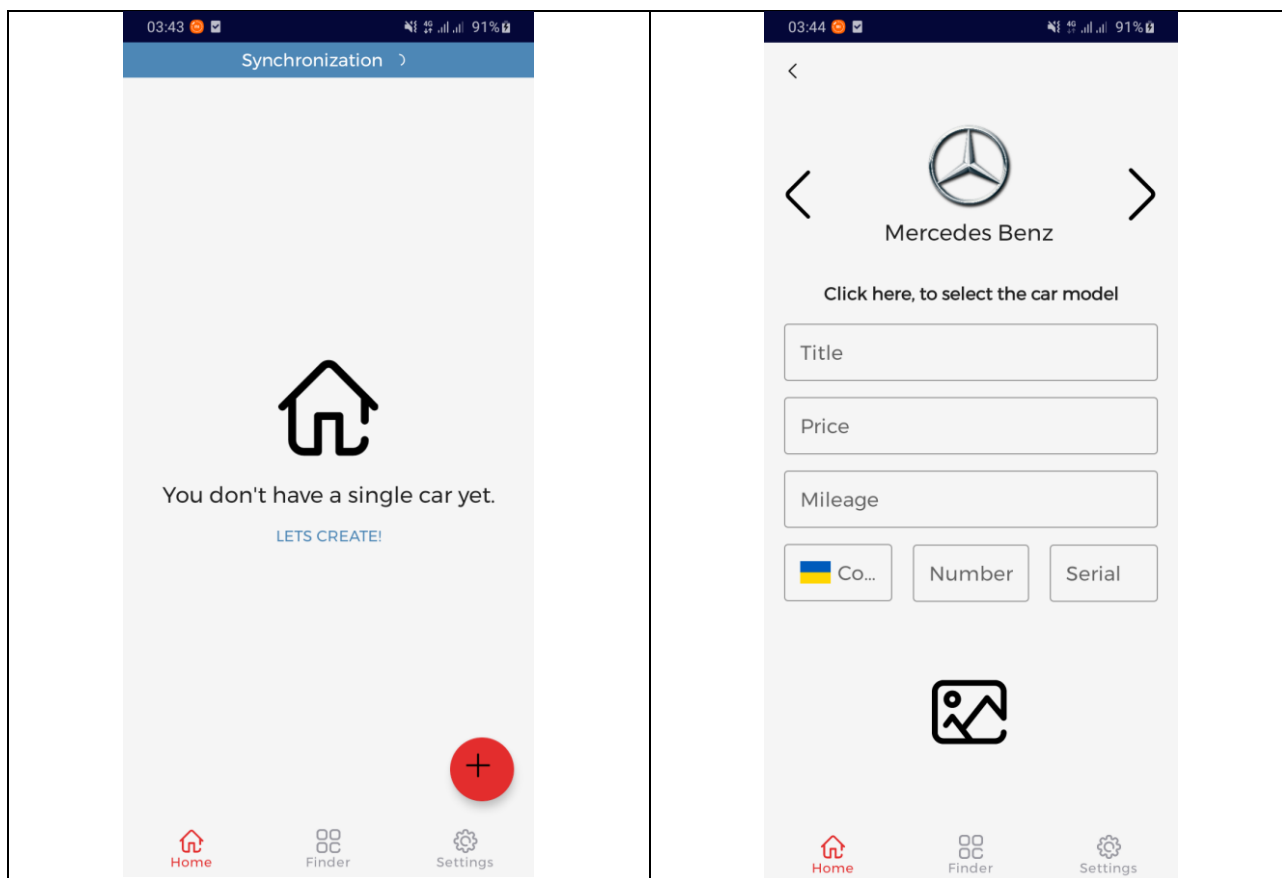 03:43
91%
Synchronization
You don't have a single car yet.
LETS CREATE!
Home
Finder
Settings
03:44
91%
Mercedes Benz
Click here, to select the car model
Title
Price
Mileage
Co...
Number
Serial
Home
Finder
Settings